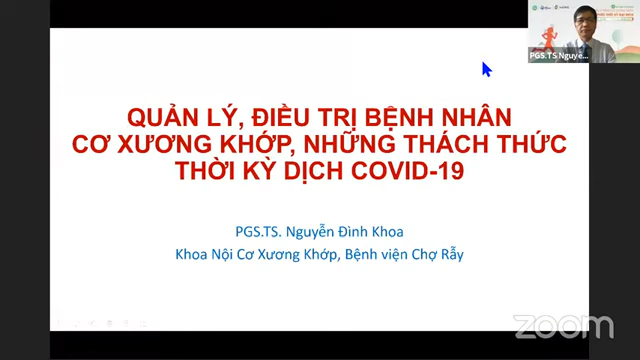 PGS.TS Nguyễ...
QUẢN LÝ, ĐIỀU TRỊ BỆNH NHÂN
CƠ XƯƠNG KHỚP, NHỮNG THÁCH THỨC
THỜI KỲ DỊCH COVID-19
PGS.TS. Nguyễn Đình Khoa
Khoa Nội Cơ Xương Khớp, Bệnh viện Chợ Rẫy
zoom